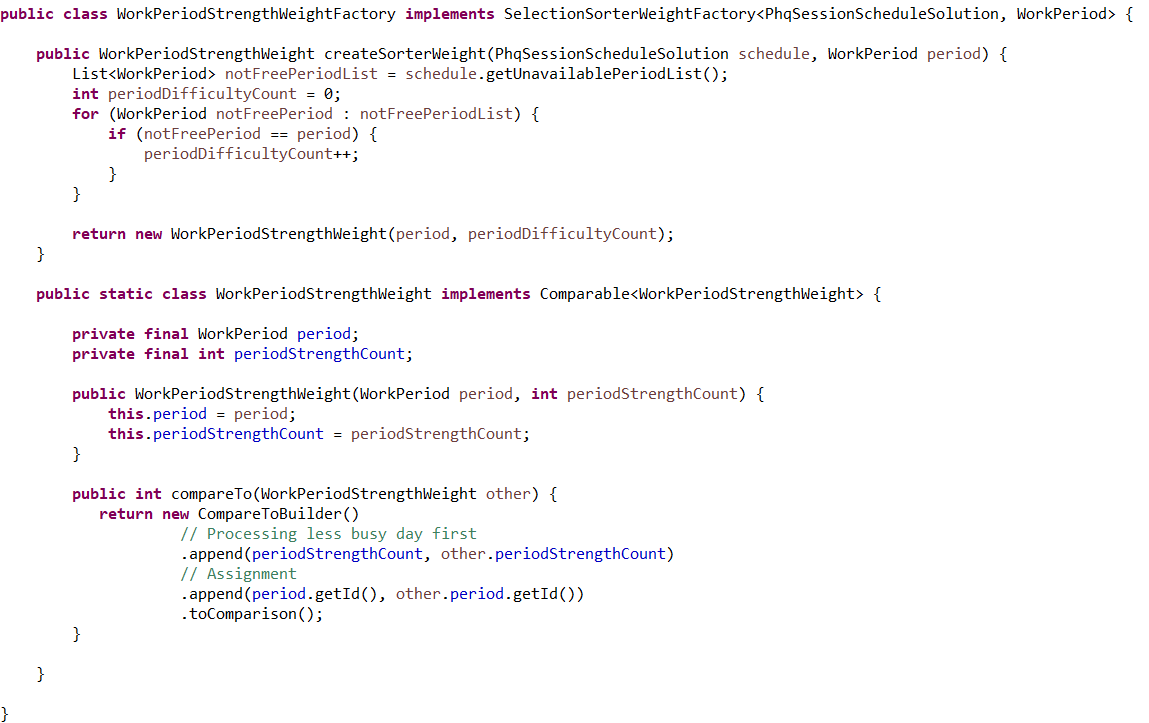 public class WorkPeriodStrengthWeightFactory implements SelectionSorterWeightFactory<PhqSessionScheduleSolution, WorkPeriod> {
public WorkPeriodStrengthWeight createSorterWeight(PhqSessionScheduleSolution schedule, WorkPeriod period) {
List<WorkPeriod> notFreePeriodList = schedule.getUnavailablePeriodList();
int periodDifficultyCount = 0;
for (WorkPeriod notFreePeriod : notFreePeriodList) {
if (notFreePeriod == period) {
periodDifficultyCount++;
}
}
return new WorkPeriodStrengthWeight(period, periodDifficultyCount);
}
public static class WorkPeriodStrengthWeight implements Comparable<WorkPeriodStrengthWeight> {
private final WorkPeriod period;
private final int periodStrengthCount;
public WorkPeriodStrengthWeight(WorkPeriod period, int periodStrengthCount) {
this.period = period;
this.periodStrengthCount = periodStrengthCount;
}
public int compareTo(WorkPeriodStrengthWeight other) {
return new CompareToBuilder()
// Processing less busy day first
.append(periodStrengthCount, other.periodStrengthCount)
// Assignment
.append(period.getId(), other.period.getId())
.toComparison();
}
}
}